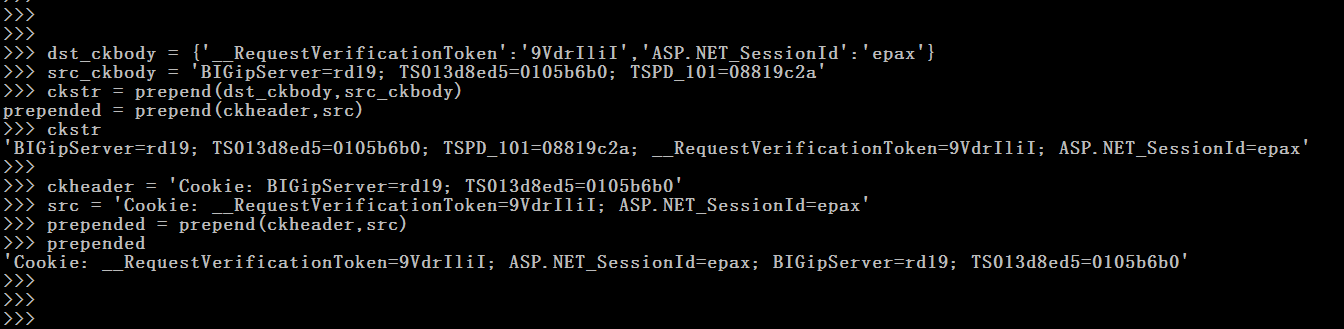 >>>
>>>
>>>
>>> dst_ckbody = {'__RequestVerificationToken':'9VdrIliI','ASP.NET_SessionId':'epax'}
>>> src_ckbody = 'BIGipServer=rd19; TS013d8ed5=0105b6b0; TSPD_101=08819c2a'
>>> ckstr = prepend(dst_ckbody,src_ckbody)
prepended = prepend(ckheader,src)
>>> ckstr
'BIGipServer=rd19; TS013d8ed5=0105b6b0; TSPD_101=08819c2a; __RequestVerificationToken=9VdrIliI; ASP.NET_SessionId=epax'
>>>
>>> ckheader = 'Cookie: BIGipServer=rd19; TS013d8ed5=0105b6b0'
>>> src = 'Cookie: __RequestVerificationToken=9VdrIliI; ASP.NET_SessionId=epax'
>>> prepended = prepend(ckheader,src)
>>> prepended
'Cookie: __RequestVerificationToken=9VdrIliI; ASP.NET_SessionId=epax; BIGipServer=rd19; TS013d8ed5=0105b6b0'
>>>
>>>
>>>